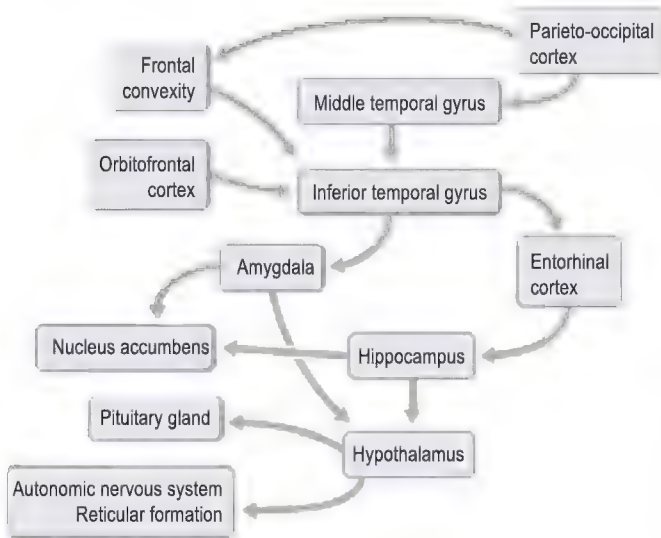 Parieto-occipital
cortex
Frontal
convexity
Middle temporal gyrus
Orbitofrontal
cortex
Inferior temporal gyrus
Amygdala
Entorhinal
cortex
Nucleus accumbens
Hippocampus
Pituitary gland
Hypothalamus
Autonomic nervous system
Reticular formation